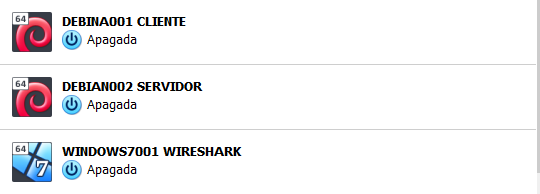 64
DEBINA001 CLIENTE
Apagada
64
DEBIAN002 SERVIDOR
Apagada
64
7
WINDOWS7001 WIRESHARK
Apagada